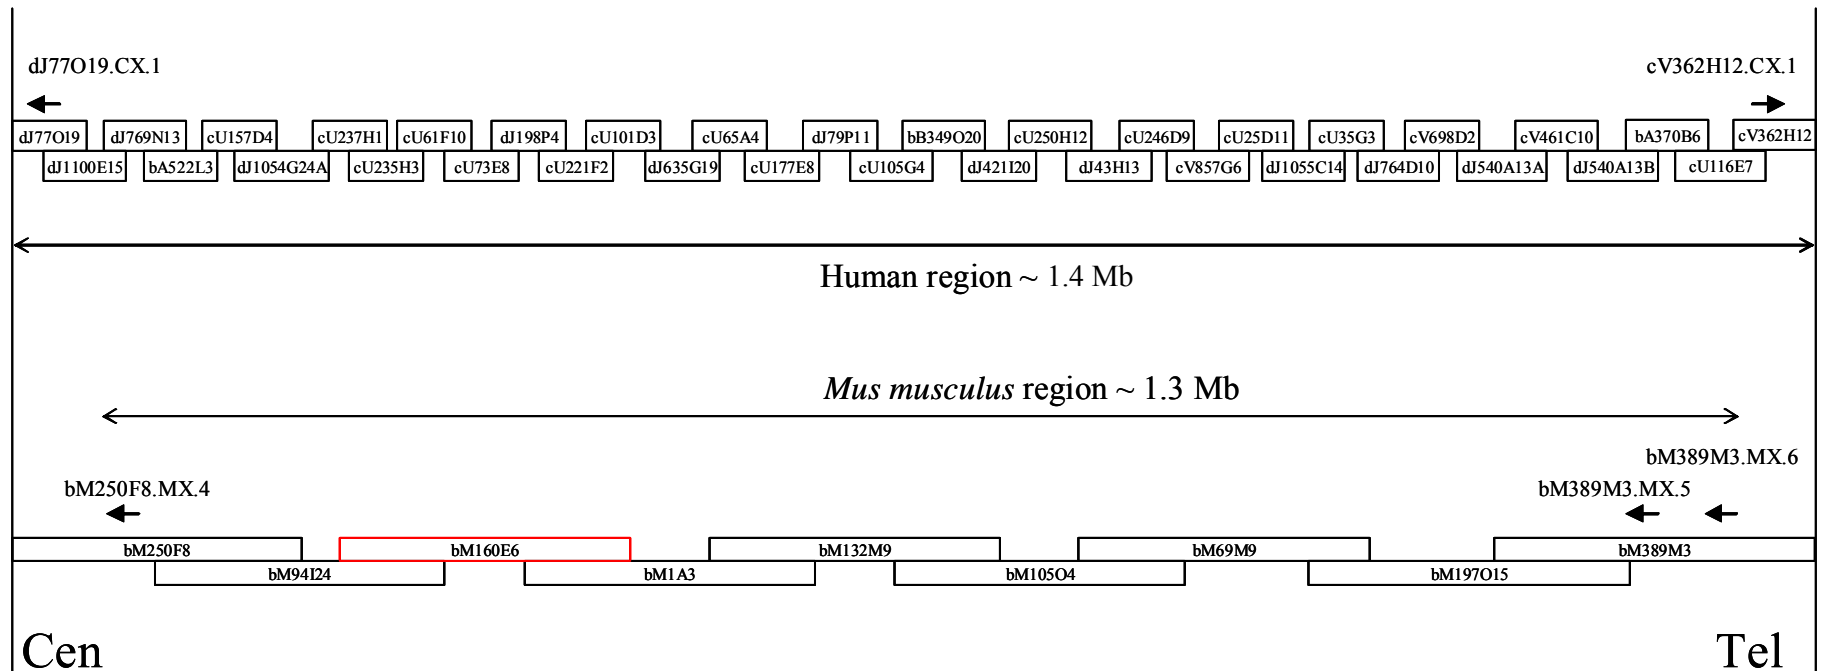 dJ77O19.CX.1 cV362H12.CX.1
dJ77O19 dJ769N13 cU157D4 cU237H1 cU61F10 dJ198P4 cU101D3 cU65A4 dJ79P11 bB349O20 cU250H12 cU246D9 cU25D11 cU35G3 cV698D2 cV461C10 bA370B6 cV362H12
dJ1100E15 bA522L3 dJ1054G24A cU235H3 cU73E8 cU221F2 dJ635G19 cU177E8 cU105G4 dJ421I20 dJ43H13 cV857G6 dJ1055C14 dJ764D10 dJ540A13A dJ540A13B cU116E7
Human region ~ 1.4 Mb
Mus musculus region ~ 1.3 Mb
bM389M3.MX.6
bM250F8.MX.4 bM389M3.MX.5
bM250F8 bM160E6 bM132M9 bM69M9 bM389M3
bM94I24 bM1A3 bM105O4 bM197O15
Cen Tel